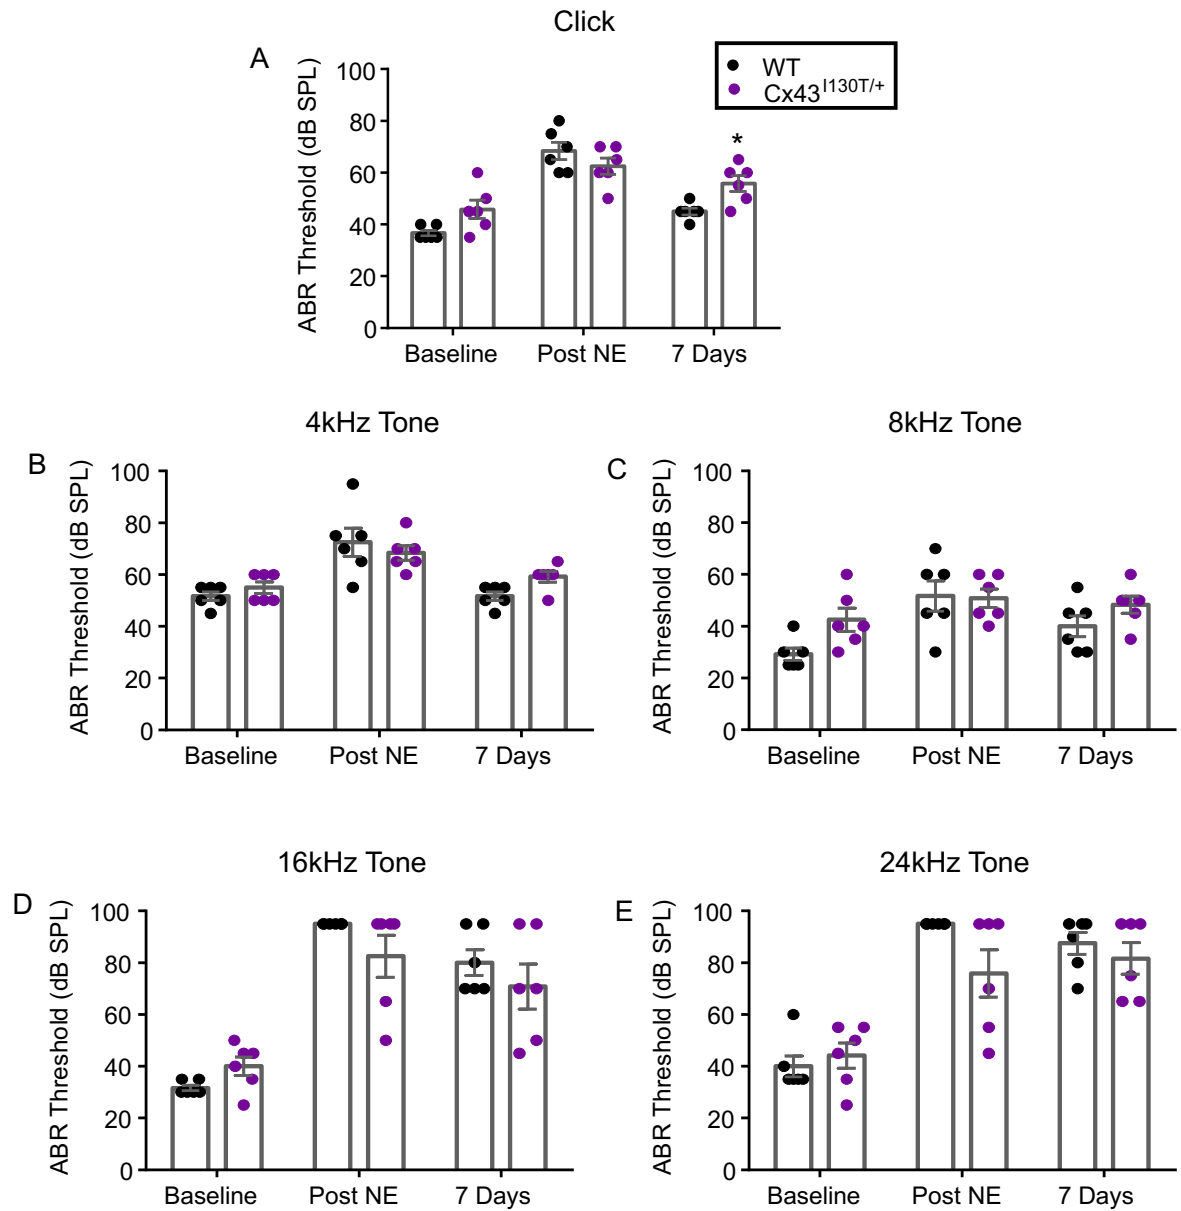 Click
A
WT
Cx43^I130T/+
ABR Threshold (dB SPL)
100
80
60
40
20
0
*
Baseline Post NE 7 Days
4kHz Tone
B
ABR Threshold (dB SPL)
100
80
60
40
20
0
Baseline Post NE 7 Days
8kHz Tone
C
ABR Threshold (dB SPL)
100
80
60
40
20
0
Baseline Post NE 7 Days
16kHz Tone
D
ABR Threshold (dB SPL)
100
80
60
40
20
0
Baseline Post NE 7 Days
24kHz Tone
E
ABR Threshold (dB SPL)
100
80
60
40
20
0
Baseline Post NE 7 Days